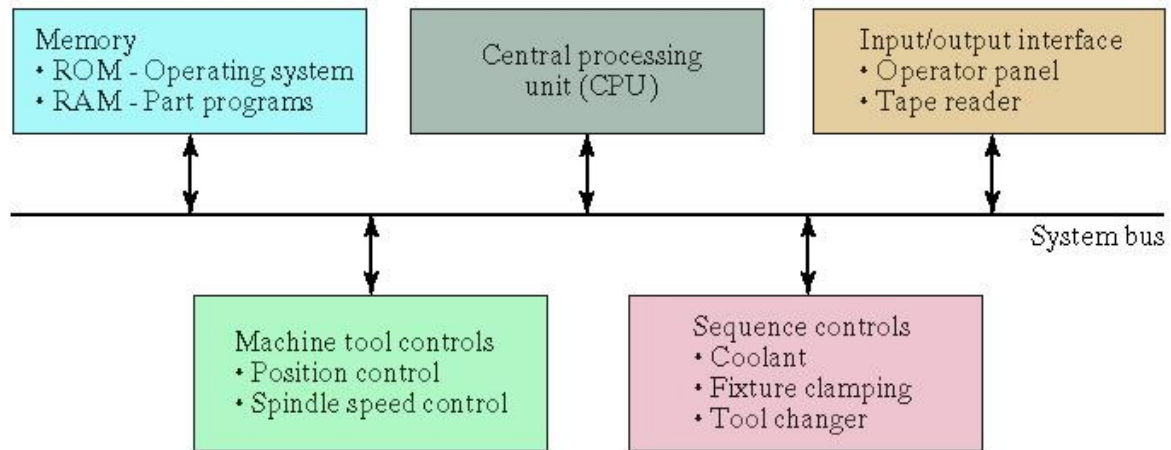 Memory
• ROM - Operating system
• RAM - Part programs
Central processing
unit (CPU)
Input/output interface
• Operator panel
• Tape reader
System bus
Machine tool controls
• Position control
• Spindle speed control
Sequence controls
• Coolant
• Fixture clamping
• Tool changer